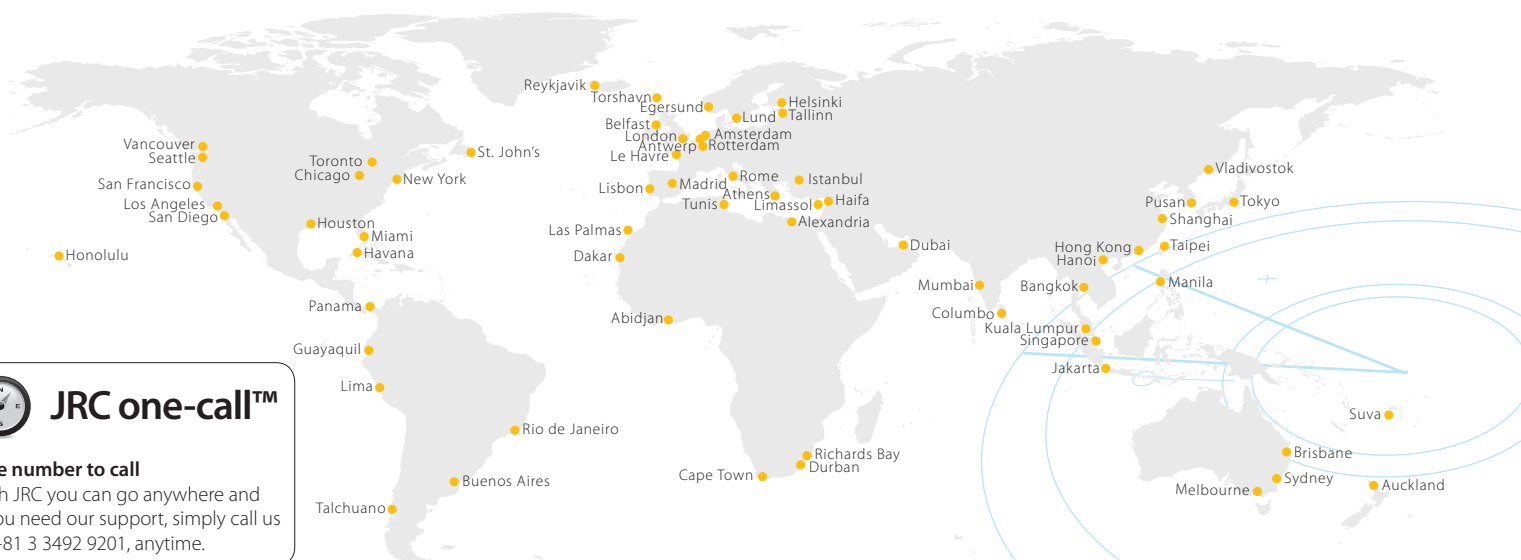 Reykjavik
Torshavn
Egersund
Helsinki
Tallinn
Lund
Belfast
London
Amsterdam
Antwerp
Rotterdam
Le Havre
Vancouver
Seattle
Toronto
St. John's
Chicago
New York
San Francisco
Los Angeles
San Diego
Houston
Miami
Havana
Honolulu
Lisbon
Madrid
Rome
Istanbul
Athens
Tunis
Limassol
Haifa
Alexandria
Las Palmas
Dakar
Dubai
Vladivostok
Pusan
Tokyo
Shanghai
Hong Kong
Taipei
Hanoi
Mumbai
Bangkok
Manila
Columbo
Kuala Lumpur
Singapore
Jakarta
Panama
Abidjan
Guayaquil
Lima
Rio de Janeiro
Buenos Aires
Talchuano
Cape Town
Richards Bay
Durban
Suva
Brisbane
Sydney
Melbourne
Auckland
N
E
S
JRC one-call™
number to call
JRC you can go anywhere and
need our support, simply call us
81 3 3492 9201, anytime.